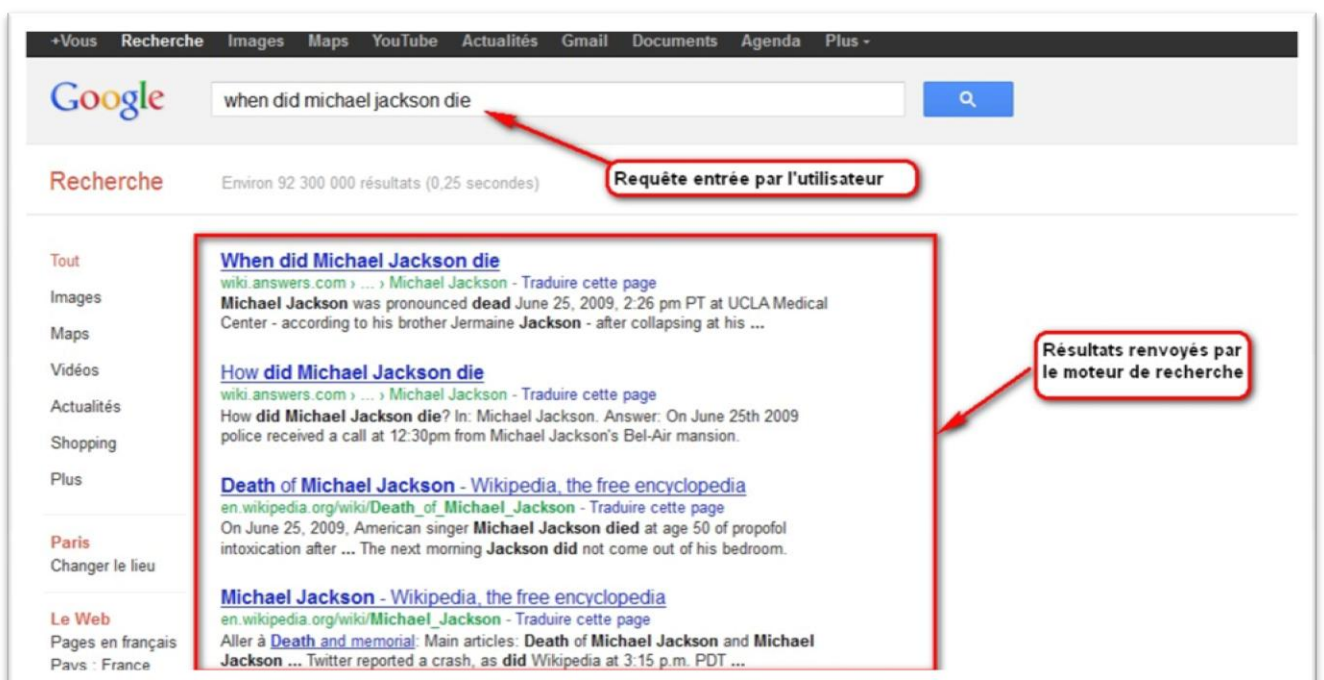 +Vous Recherche Images Maps YouTube Actualités Gmail Documents Agenda Plus
Google
when did michael jackson die
Recherche
Environ 92 300 000 résultats (0,25 secondes)
Requête entrée par l'utilisateur
Tout
Images
Maps
Vidéos
Actualités
Shopping
Plus
Paris
Changer le lieu
Le Web
Pages en français
Pays : France
When did Michael Jackson die
wiki.answers.com › ... › Michael Jackson - Traduire cette page
Michael Jackson was pronounced dead June 25, 2009, 2:26 pm PT at UCLA Medical
Center - according to his brother Jermaine Jackson - after collapsing at his ...
How did Michael Jackson die
wiki.answers.com › ... › Michael Jackson - Traduire cette page
How did Michael Jackson die? In: Michael Jackson. Answer: On June 25th 2009
police received a call at 12:30pm from Michael Jackson's Bel-Air mansion.
Death of Michael Jackson - Wikipedia, the free encyclopedia
en.wikipedia.org/wiki/Death_of_Michael_Jackson - Traduire cette page
On June 25, 2009, American singer Michael Jackson died at age 50 of propofol
intoxication after ... The next morning Jackson did not come out of his bedroom.
Michael Jackson - Wikipedia, the free encyclopedia
en.wikipedia.org/wiki/Michael_Jackson - Traduire cette page
Aller à Death and memorial: Main articles: Death of Michael Jackson and Michael
Jackson ... Twitter reported a crash, as did Wikipedia at 3:15 p.m. PDT ...
Résultats renvoyés par
le moteur de recherche